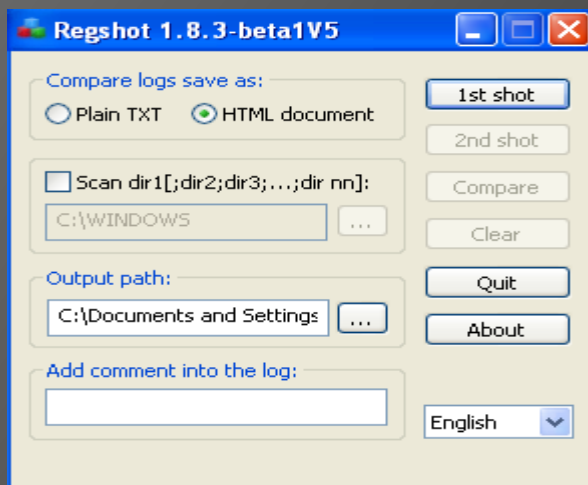 Regshot 1.8.3-beta1V5
Compare logs save as:
Plain TXT
HTML document
1st shot
2nd shot
Scan dir1[;dir2;dir3;...;dir nn]:
Compare
C:\WINDOWS
...
Clear
Output path:
Quit
C:\Documents and Settings
...
About
Add comment into the log:
English